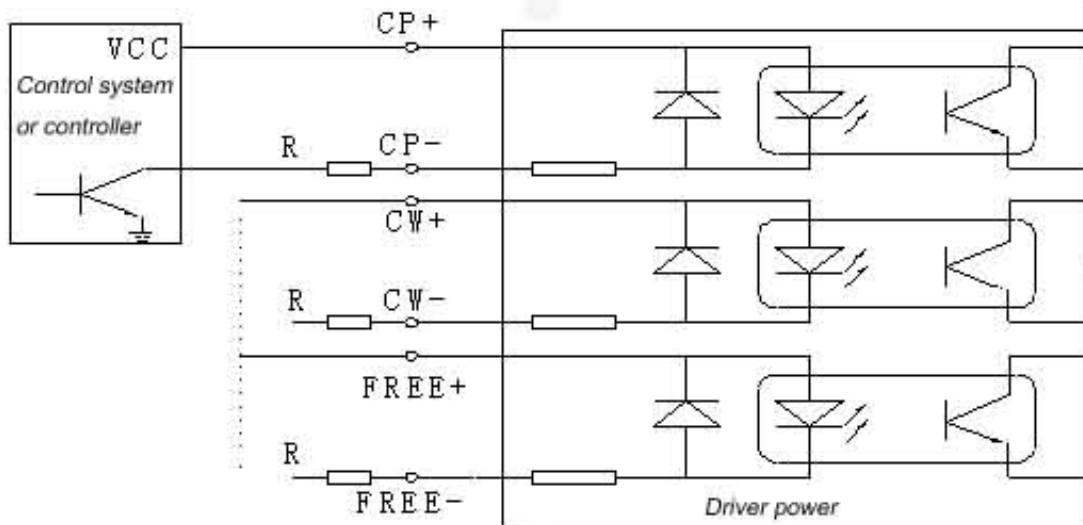 CP+
VCC
Control system
or controller
R
CP-
CW+
R
CW-
FREE+
R
FREE-
Driver power